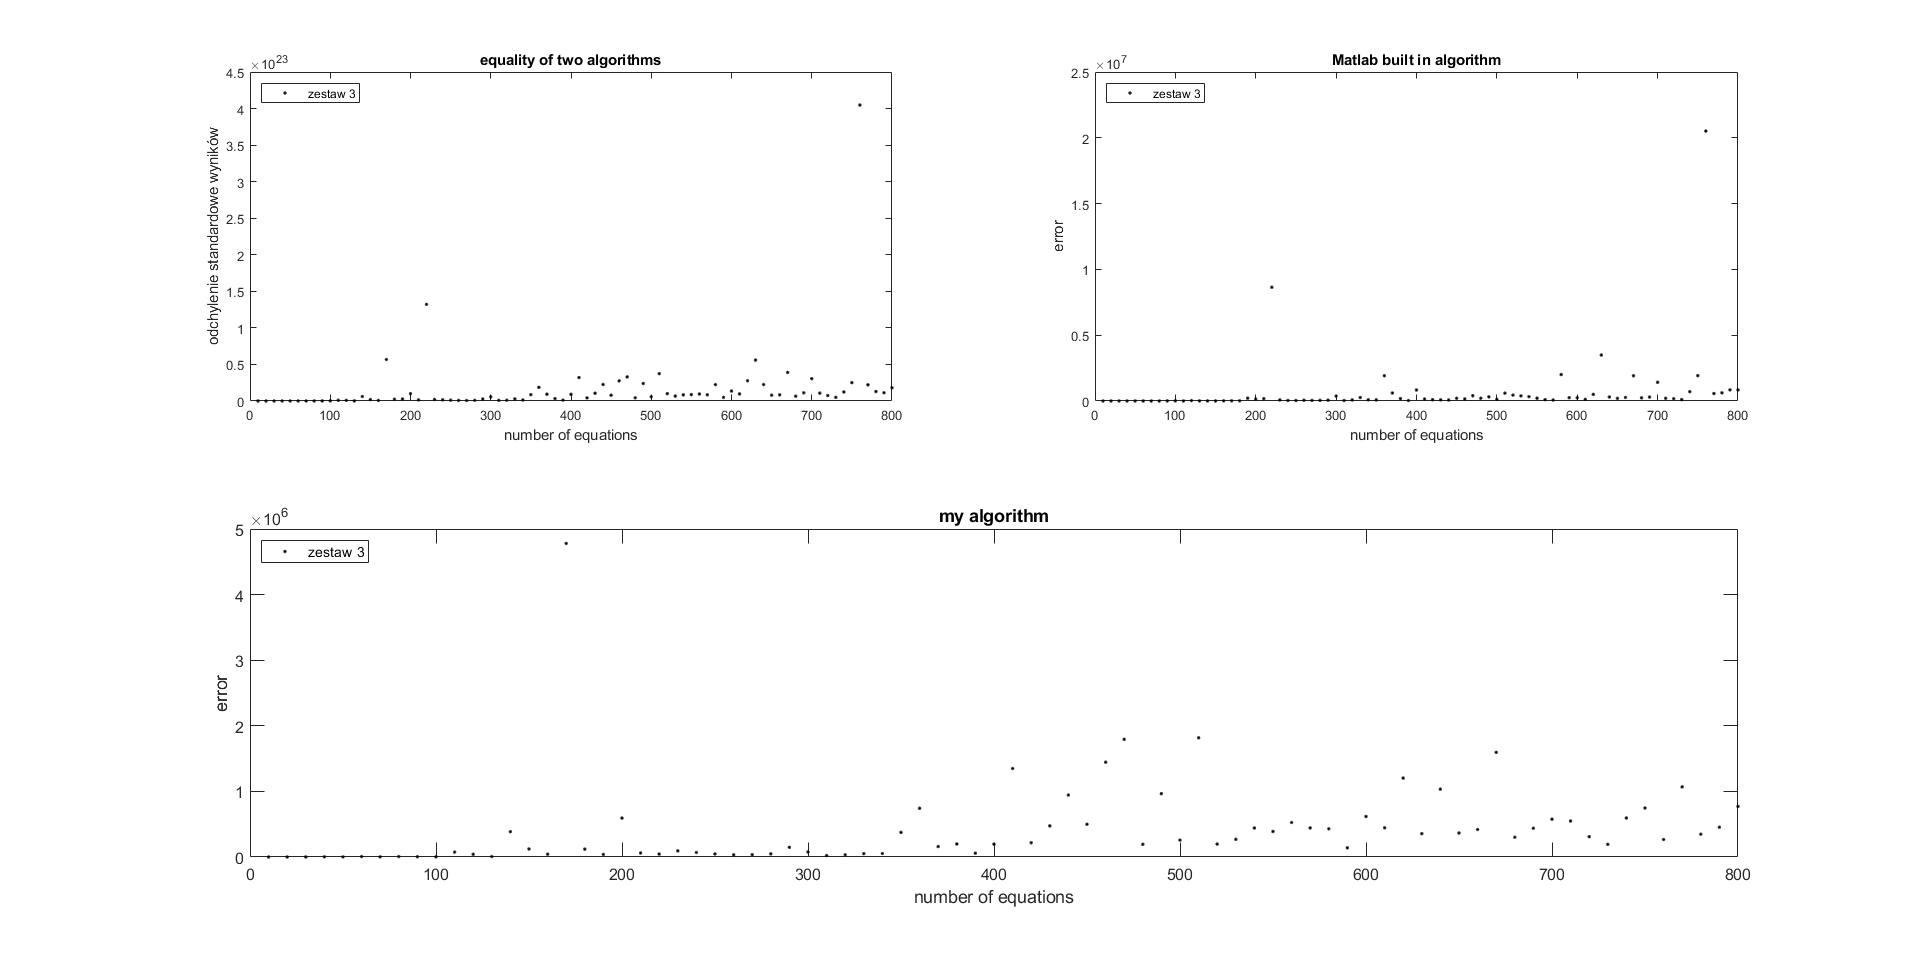 equality of two algorithms
×10^23
4.5
4
3.5
3
2.5
2
1.5
1
0.5
0
odchylenie standardowe wyników
zestaw 3
0 100 200 300 400 500 600 700 800
number of equations
Matlab built in algorithm
×10^7
2.5
2
1.5
1
0.5
0
error
zestaw 3
0 100 200 300 400 500 600 700 800
number of equations
my algorithm
×10^6
5
4
3
2
1
0
error
zestaw 3
0 100 200 300 400 500 600 700 800
number of equations